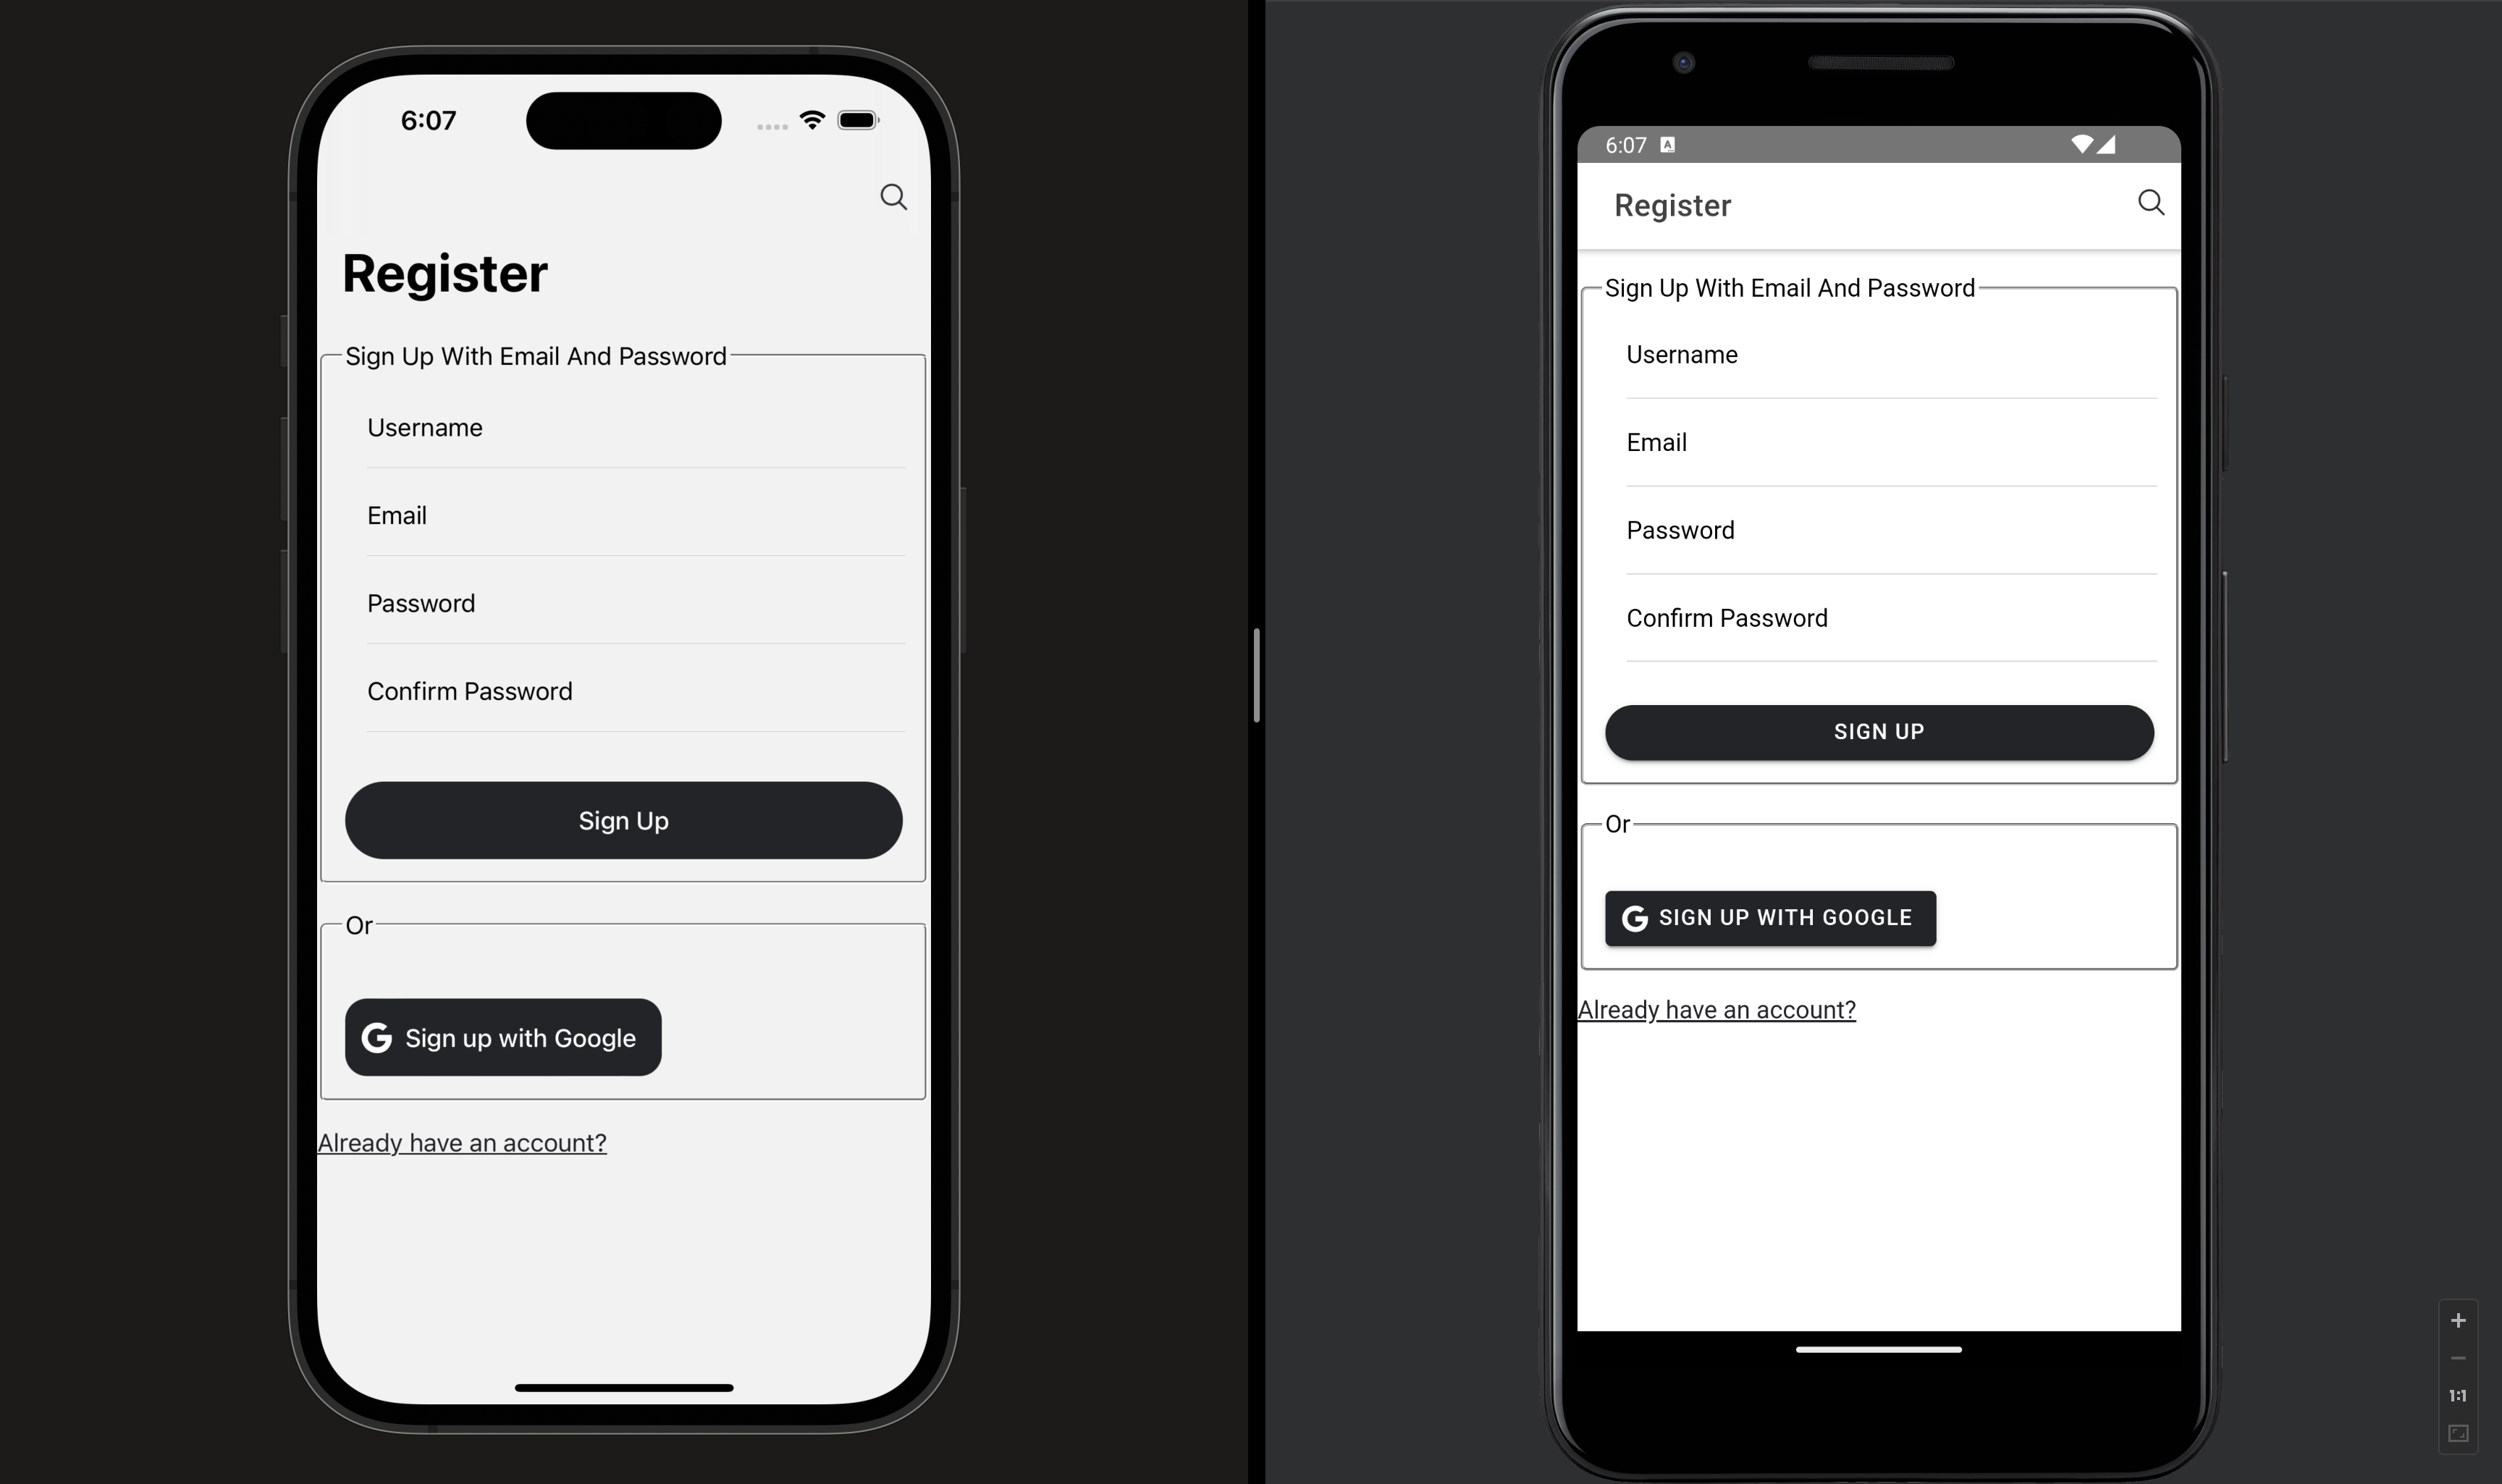 6:07
Register
Sign Up With Email And Password
Username
Email
Password
Confirm Password
Sign Up
Or
G Sign up with Google
Already have an account?
6:07 A
Register
Sign Up With Email And Password
Username
Email
Password
Confirm Password
SIGN UP
Or
G SIGN UP WITH GOOGLE
Already have an account?
1:1